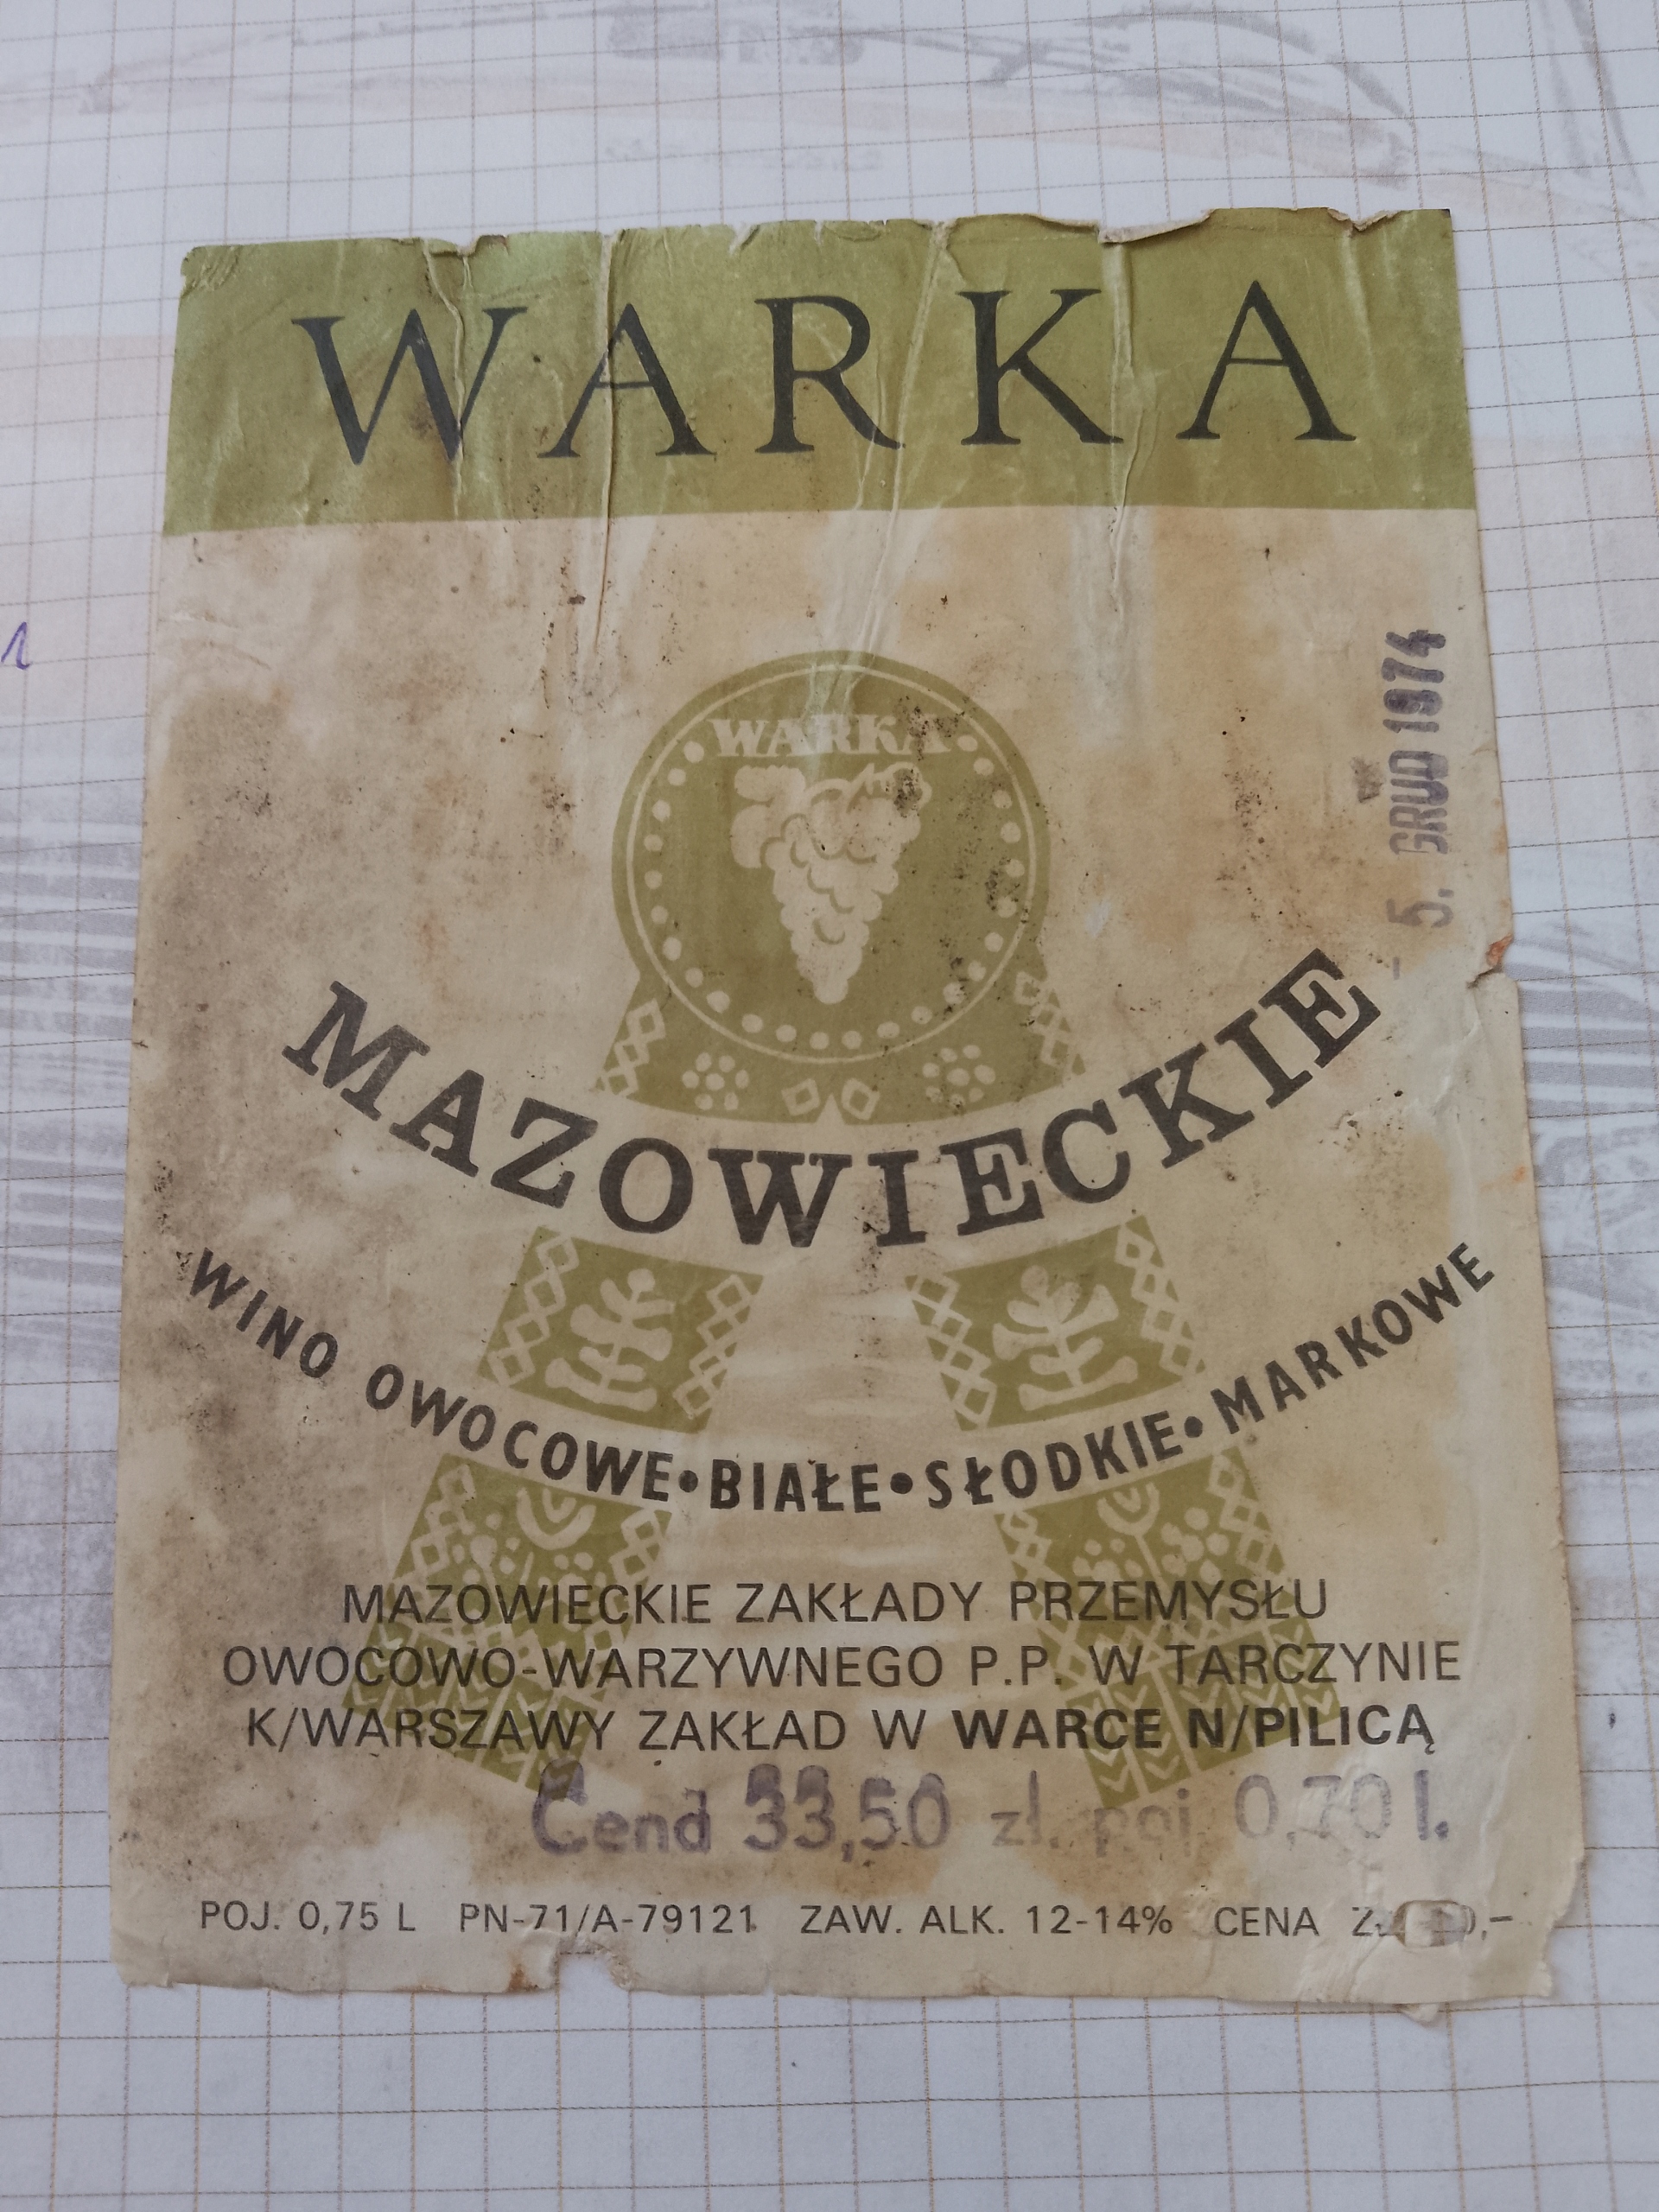 WARKA
WARKA
- 5. GRUD 1974
MAZOWIECKIE
WINO OWOCOWE • BIAŁE • SŁODKIE • MARKOWE
MAZOWIECKIE ZAKŁADY PRZEMYSŁU
OWOCOWO-WARZYWNEGO P.P. W TARCZYNIE
K/WARSZAWY ZAKŁAD W WARCE N/PILICĄ
Cena 33,50 zł. poj. 0,70 l.
POJ. 0,75 L PN-71/A-79121 ZAW. ALK. 12-14% CENA ZŁ